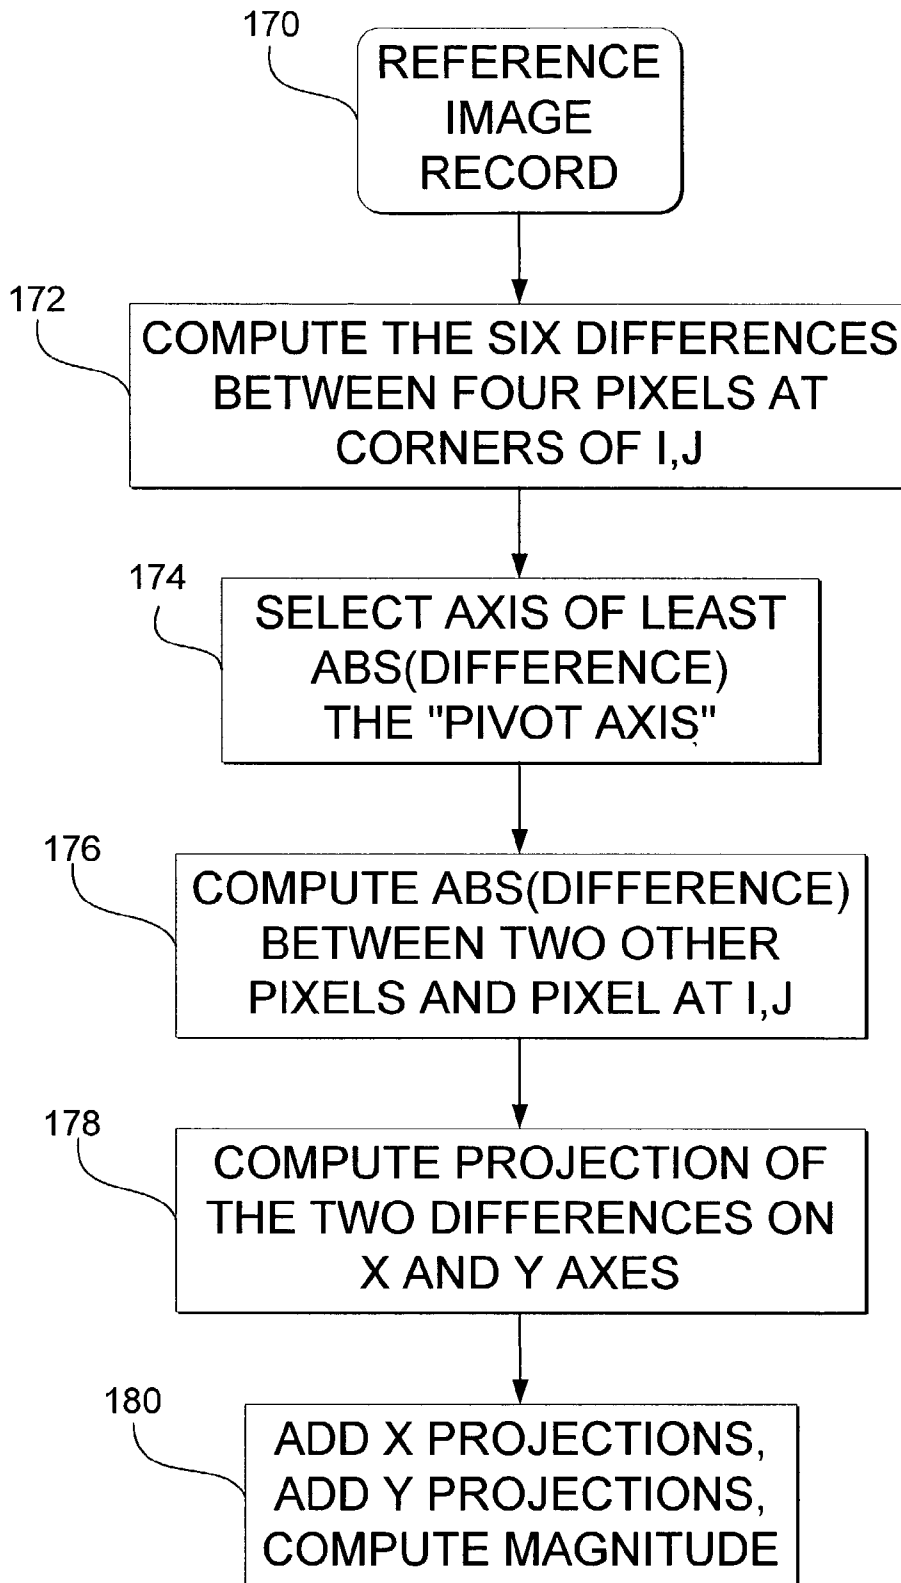 170
REFERENCE
IMAGE
RECORD
172
COMPUTE THE SIX DIFFERENCES
BETWEEN FOUR PIXELS AT
CORNERS OF I,J
174
SELECT AXIS OF LEAST
ABS(DIFFERENCE)
THE "PIVOT AXIS"
176
COMPUTE ABS(DIFFERENCE)
BETWEEN TWO OTHER
PIXELS AND PIXEL AT I,J
178
COMPUTE PROJECTION OF
THE TWO DIFFERENCES ON
X AND Y AXES
180
ADD X PROJECTIONS,
ADD Y PROJECTIONS,
COMPUTE MAGNITUDE